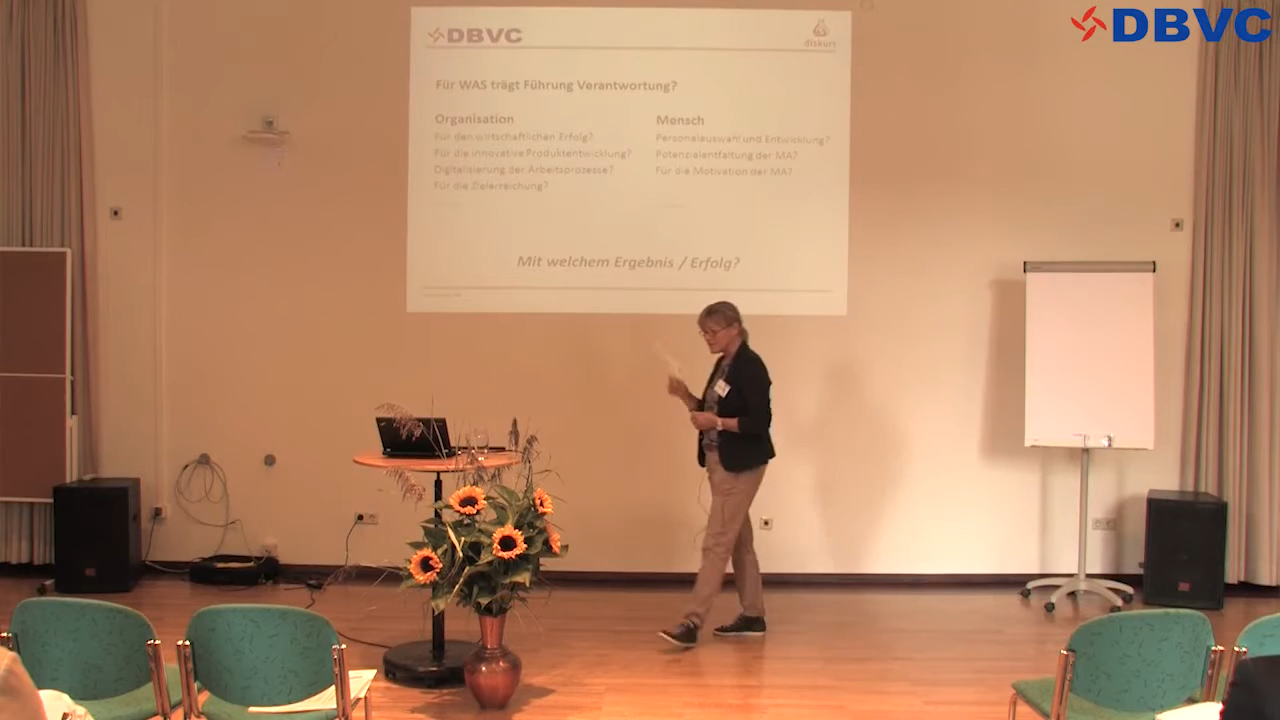 DBVC
DBVC
diskurs
Für WAS trägt Führung Verantwortung?
Organisation
Für den wirtschaftlichen Erfolg?
Für die innovative Produktentwicklung?
Digitalisierung der Arbeitsprozesse?
Für die Zielerreichung?
Mensch
Personalauswahl und Entwicklung?
Potenzialentfaltung der MA?
Für die Motivation der MA?
Mit welchem Ergebnis / Erfolg?